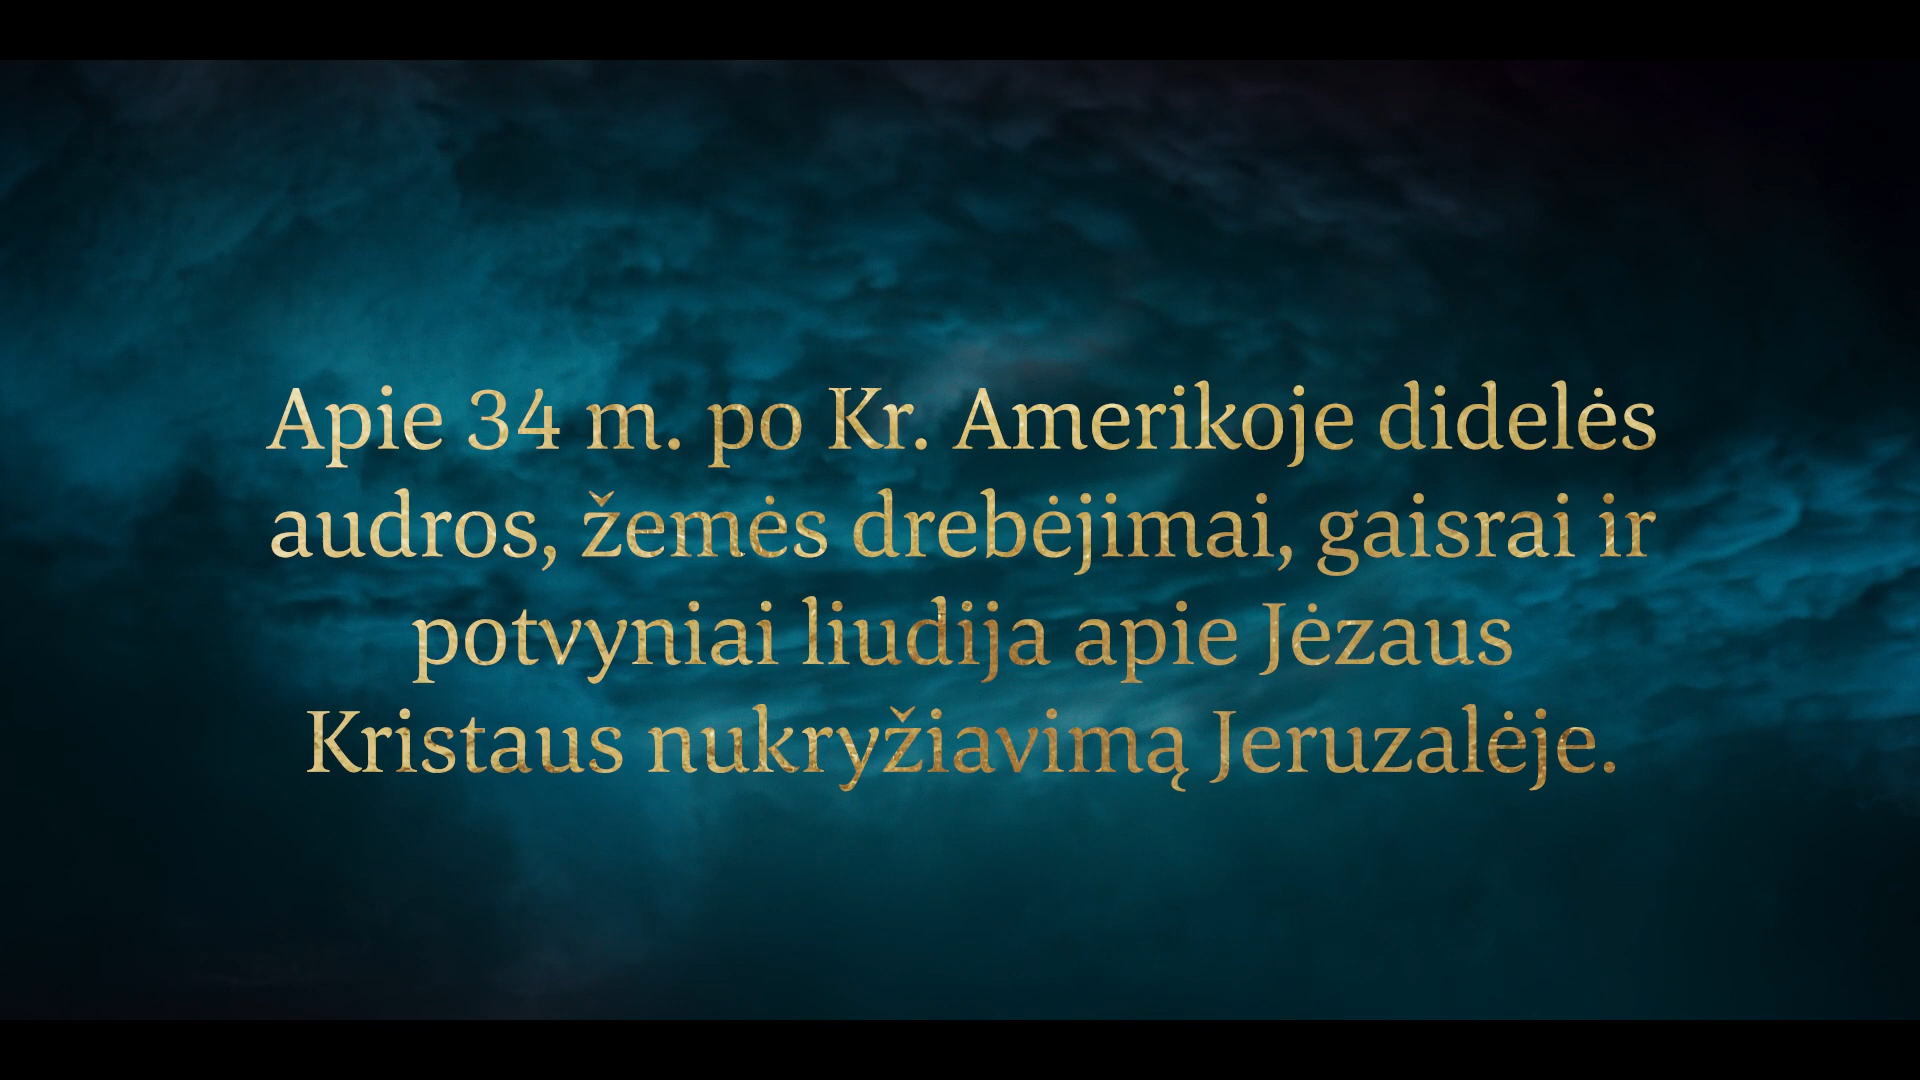 Apie 34 m. po Kr. Amerikoje didelės
audros, žemės drebėjimai, gaisrai ir
potvyniai liudija apie Jėzaus
Kristaus nukryžiavimą Jeruzalėje.